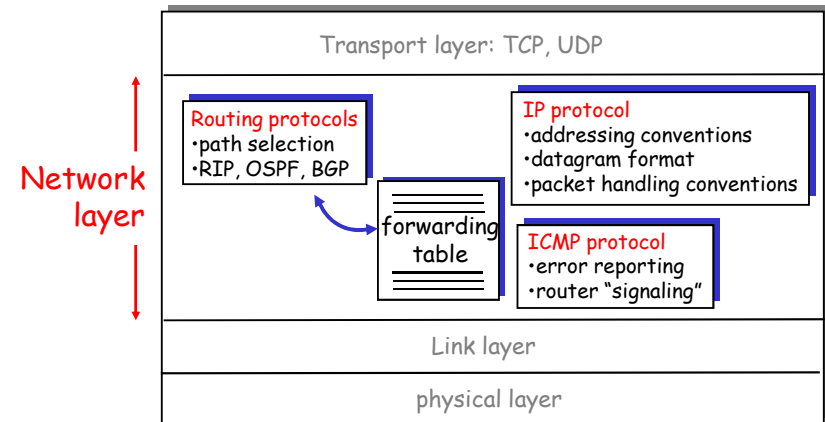 Transport layer: TCP, UDP
Network
layer
Routing protocols
•path selection
•RIP, OSPF, BGP
forwarding
table
IP protocol
•addressing conventions
•datagram format
•packet handling conventions
ICMP protocol
•error reporting
•router “signaling”
Link layer
physical layer